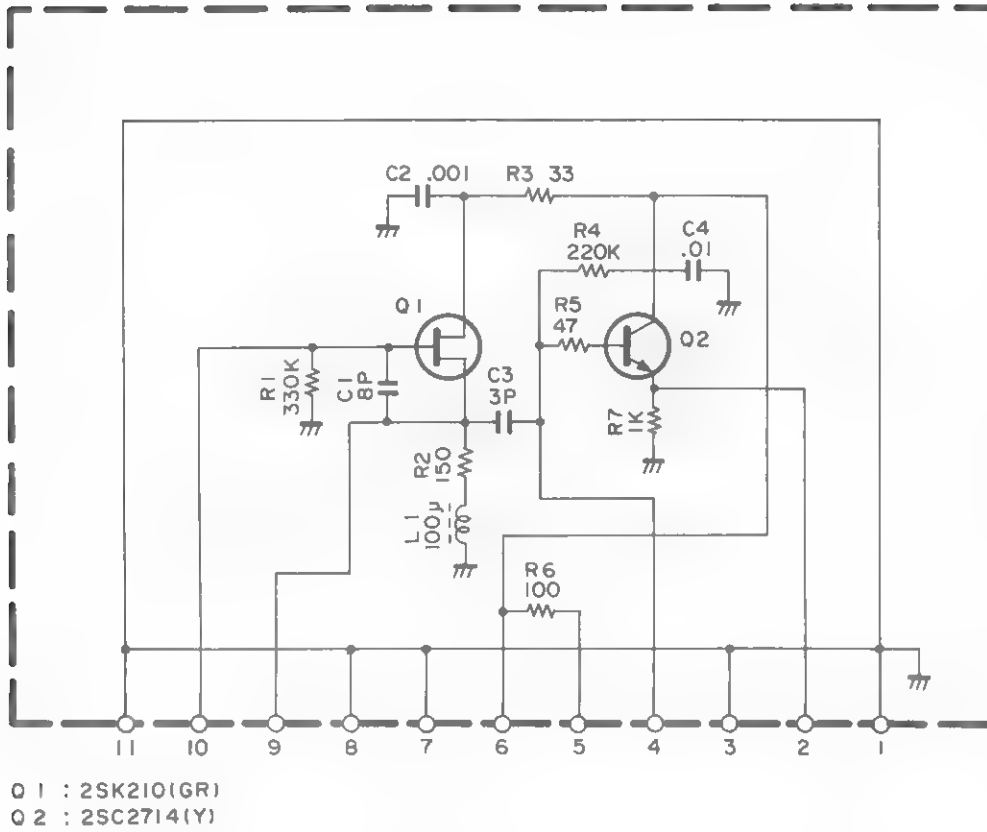 C2 .001
R3 33
R4
220K
C4
.01
Q1
R5
47
Q2
R1
330K
C1
8P
C3
3P
R7
1K
R2
150
L1
100μ
R6
100
11 10 9 8 7 6 5 4 3 2 1
Q1 : 2SK210(GR)
Q2 : 2SC2714(Y)